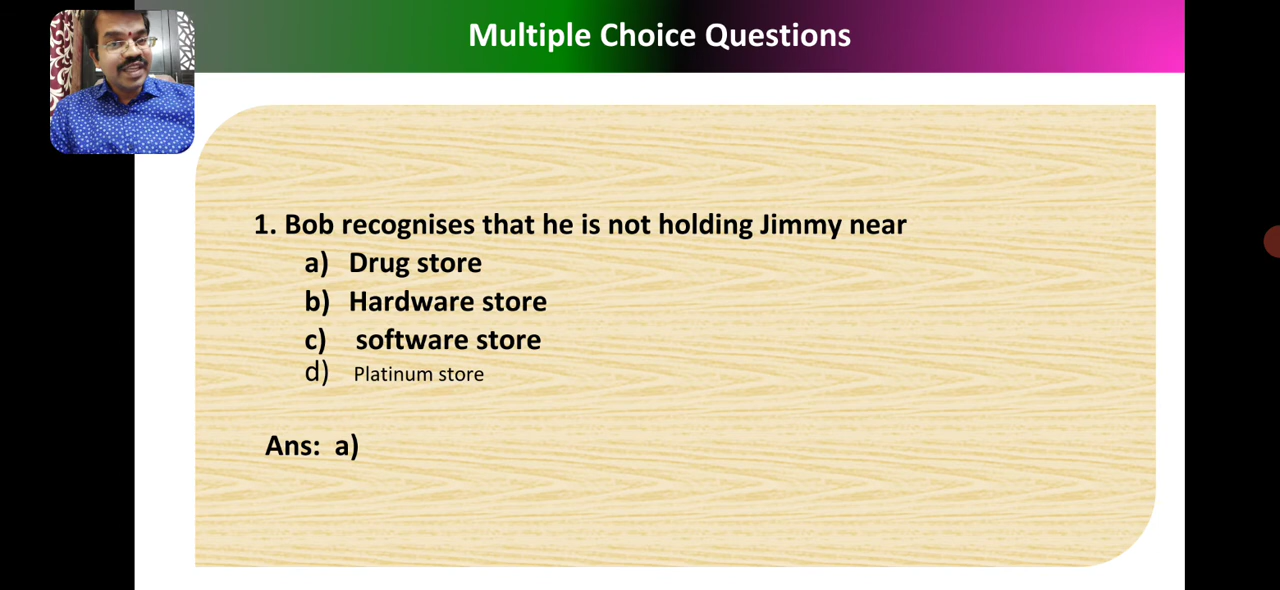 Multiple Choice Questions
1. Bob recognises that he is not holding Jimmy near
a) Drug store
b) Hardware store
c) software store
d) Platinum store
Ans: a)